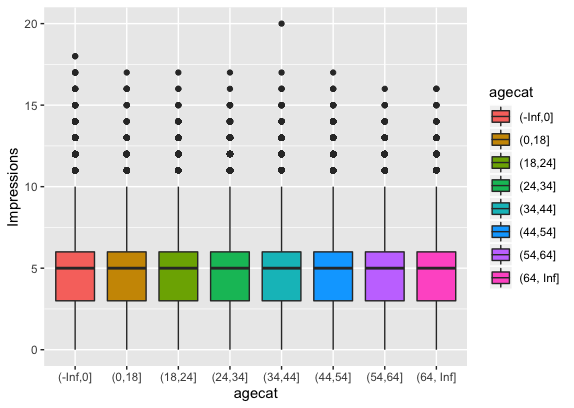 Impressions
20
15
10
5
0
(-Inf,0] (0,18] (18,24] (24,34] (34,44] (44,54] (54,64] (64, Inf]
agecat
agecat
(-Inf,0]
(0,18]
(18,24]
(24,34]
(34,44]
(44,54]
(54,64]
(64, Inf]